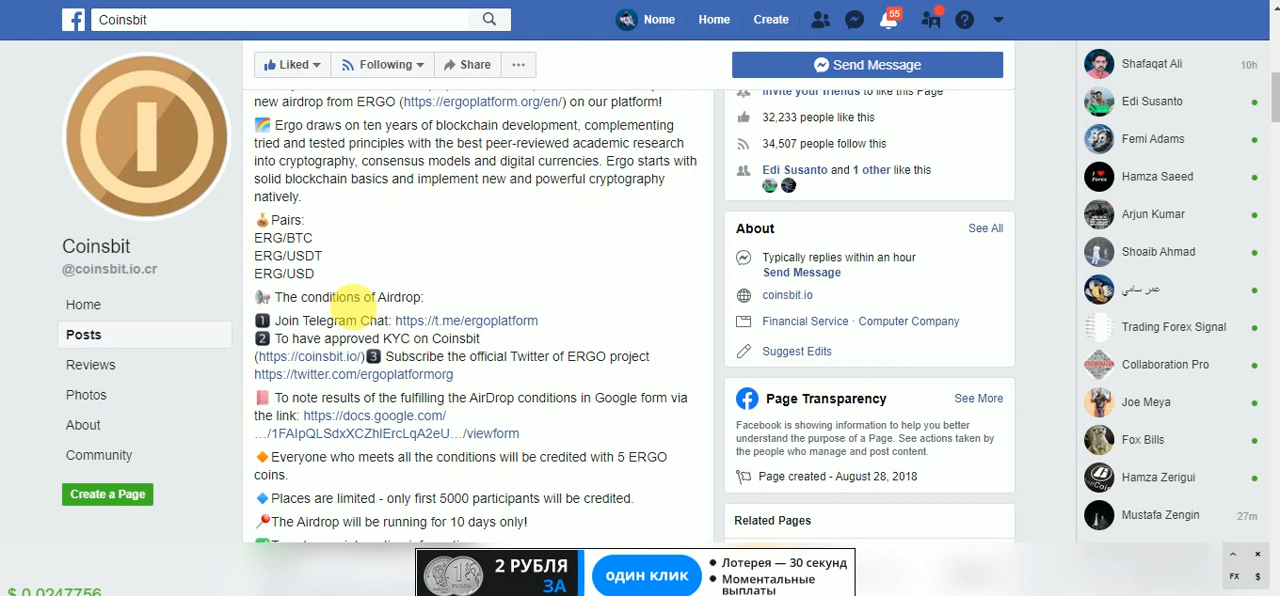 Coinsbit
Nome
Home
Create
55
Coinsbit
@coinsbit.io.cr
Home
Posts
Reviews
Photos
About
Community
Create a Page
Liked
Following
Share
Send Message
new airdrop from ERGO (https://ergoplatform.org/en/) on our platform!
Ergo draws on ten years of blockchain development, complementing
tried and tested principles with the best peer-reviewed academic research
into cryptography, consensus models and digital currencies. Ergo starts with
solid blockchain basics and implement new and powerful cryptography
natively.
Pairs:
ERG/BTC
ERG/USDT
ERG/USD
The conditions of Airdrop:
1 Join Telegram Chat: https://t.me/ergoplatform
2 To have approved KYC on Coinsbit
(https://coinsbit.io/)3 Subscribe the official Twitter of ERGO project
https://twitter.com/ergoplatformorg
To note results of the fulfilling the AirDrop conditions in Google form via
the link: https://docs.google.com/
…/1FAIpQLSdxXCZhlErcLqA2eU…/viewform
Everyone who meets all the conditions will be credited with 5 ERGO
coins.
Places are limited - only first 5000 participants will be credited.
The Airdrop will be running for 10 days only!
Invite your friends to like this Page
32,233 people like this
34,507 people follow this
Edi Susanto and 1 other like this
About
See All
Typically replies within an hour
Send Message
coinsbit.io
Financial Service · Computer Company
Suggest Edits
Page Transparency
See More
Facebook is showing information to help you better
understand the purpose of a Page. See actions taken by
the people who manage and post content.
Page created - August 28, 2018
Related Pages
Shafaqat Ali
10h
Edi Susanto
Femi Adams
Hamza Saeed
Arjun Kumar
Shoaib Ahmad
عمر سامي
Trading Forex Signal
Collaboration Pro
Joe Meya
Fox Bills
Hamza Zerigui
Mustafa Zengin
27m
2 РУБЛЯ
ЗА
один клик
Лотерея — 30 секунд
Моментальные
выплаты
FX
$
$ 0.0247756